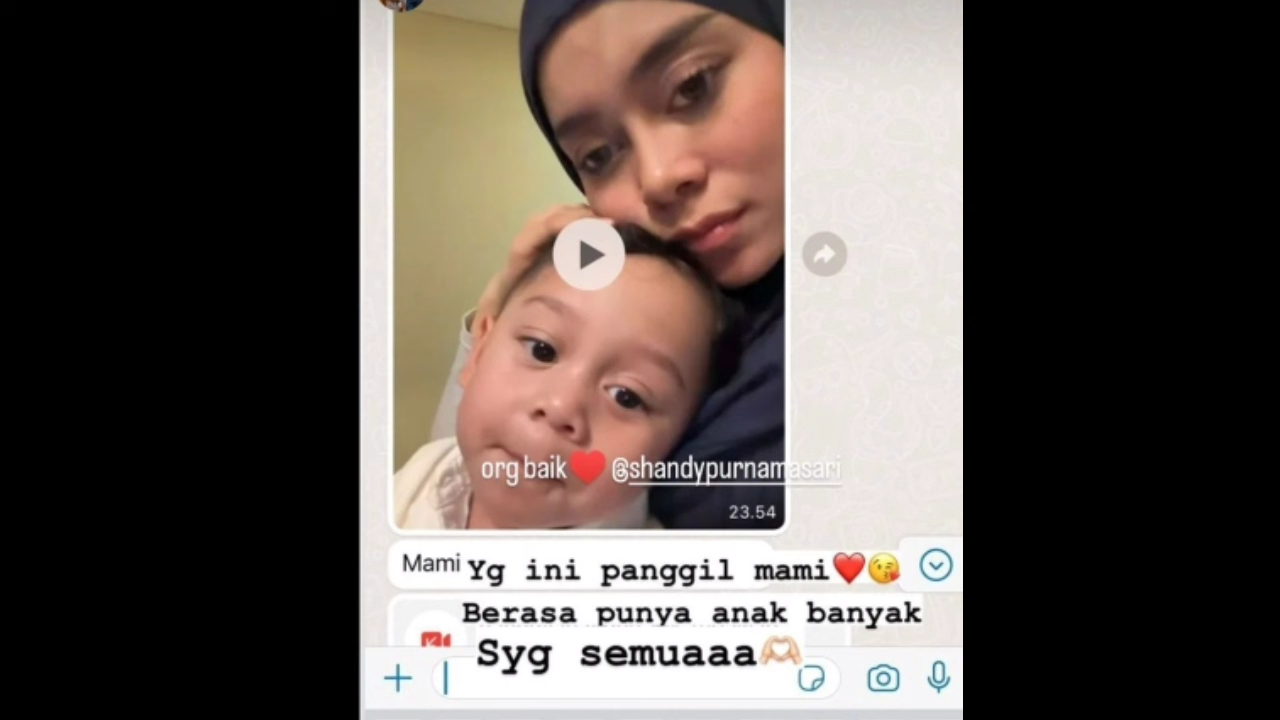 org baik❤️ @shandypurnamasari
23.54
Mami Yg ini panggil mami❤️😘
Berasa punya anak banyak
Syg semuaaa🫶🏻